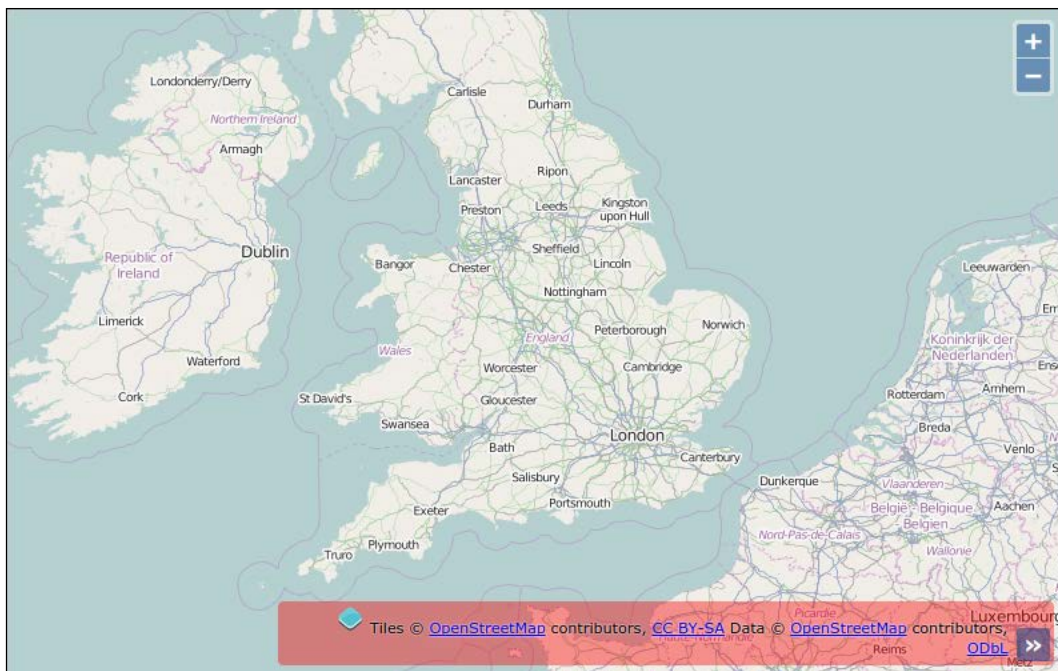 +
−
Londonderry/Derry
Northern Ireland
Armagh
Carlisle
Durham
Lancaster
Ripon
Preston
Leeds
Kingston
upon Hull
Dublin
Republic of
Ireland
Bangor
Chester
Sheffield
Lincoln
Nottingham
Leeuwarden
Limerick
England
Peterborough
Norwich
Koninkrijk der
Nederlanden
Waterford
Wales
Worcester
Cambridge
Cork
St David's
Gloucester
Rotterdam
Arnhem
Swansea
Bath
London
Breda
Canterbury
Venlo
Salisbury
Dunkerque
Vlaanderen
Portsmouth
België - Belgique
Belgien
Aachen
Exeter
Nord-Pas-de-Calais
Wallonie
Truro
Plymouth
Picardie
Luxembourg
Tiles © OpenStreetMap contributors, CC BY-SA Data © OpenStreetMap contributors,
ODbL
»
Haute-Normandie
Reims
Metz